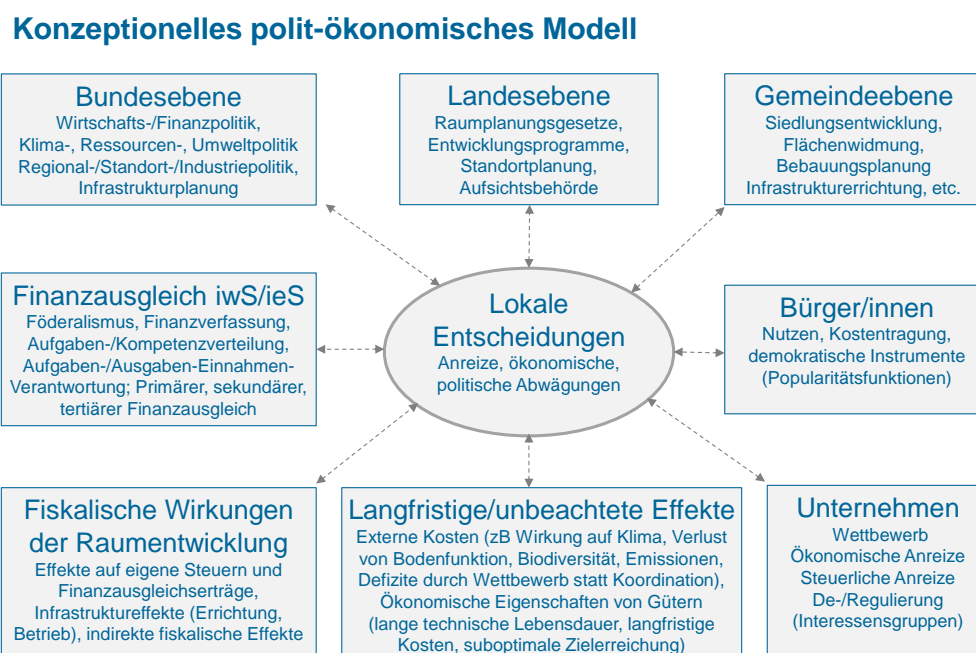 Konzeptionelles polit-ökonomisches Modell
Bundesebene
Wirtschafts-/Finanzpolitik,
Klima-, Ressourcen-, Umweltpolitik
Regional-/Standort-/Industriepolitik,
Infrastrukturplanung
Landesebene
Raumplanungsgesetze,
Entwicklungsprogramme,
Standortplanung,
Aufsichtsbehörde
Gemeindeebene
Siedlungsentwicklung,
Flächenwidmung,
Bebauungsplanung
Infrastrukturerrichtung, etc.
Finanzausgleich iwS/ieS
Föderalismus, Finanzverfassung,
Aufgaben-/Kompetenzverteilung,
Aufgaben-/Ausgaben-Einnahmen-
Verantwortung; Primärer, sekundärer,
tertiärer Finanzausgleich
Lokale
Entscheidungen
Anreize, ökonomische,
politische Abwägungen
Bürger/innen
Nutzen, Kostentragung,
demokratische Instrumente
(Popularitätsfunktionen)
Fiskalische Wirkungen
der Raumentwicklung
Effekte auf eigene Steuern und
Finanzausgleichserträge,
Infrastruktureffekte (Errichtung,
Betrieb), indirekte fiskalische Effekte
Langfristige/unbeachtete Effekte
Externe Kosten (zB Wirkung auf Klima, Verlust
von Bodenfunktion, Biodiversität, Emissionen,
Defizite durch Wettbewerb statt Koordination),
Ökonomische Eigenschaften von Gütern
(lange technische Lebensdauer, langfristige
Kosten, suboptimale Zielerreichung)
Unternehmen
Wettbewerb
Ökonomische Anreize
Steuerliche Anreize
De-/Regulierung
(Interessensgruppen)